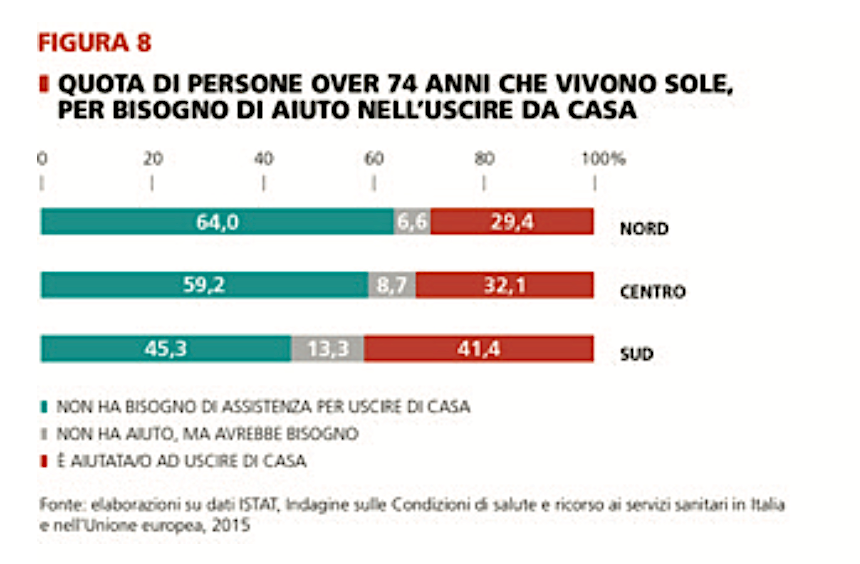 FIGURA 8
QUOTA DI PERSONE OVER 74 ANNI CHE VIVONO SOLE,
PER BISOGNO DI AIUTO NELL'USCIRE DA CASA
0 20 40 60 80 100%
64,0 6,6 29,4 NORD
59,2 8,7 32,1 CENTRO
45,3 13,3 41,4 SUD
NON HA BISOGNO DI ASSISTENZA PER USCIRE DI CASA
NON HA AIUTO, MA AVREBBE BISOGNO
È AIUTATA/O AD USCIRE DI CASA
Fonte: elaborazioni su dati ISTAT, Indagine sulle Condizioni di salute e ricorso ai servizi sanitari in Italia
e nell'Unione europea, 2015